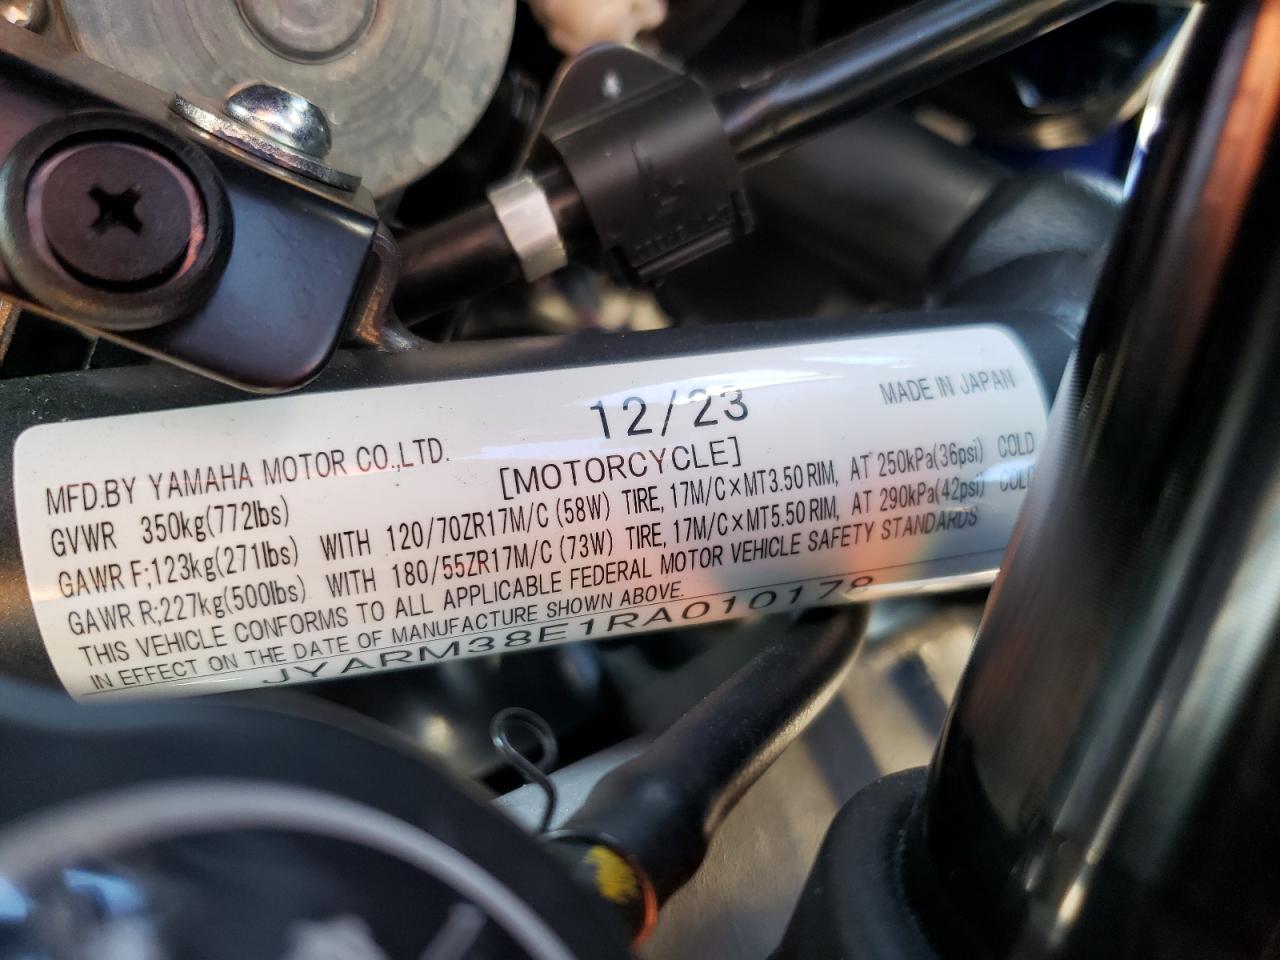 12/23
MADE IN JAPAN
MFD.BY YAMAHA MOTOR CO.,LTD.
[MOTORCYCLE]
GVWR 350kg(772lbs)
GAWR F;123kg(271lbs) WITH 120/70ZR17M/C (58W) TIRE, 17M/C×MT3.50 RIM, AT 250kPa(36psi) COLD
GAWR R;227kg(500lbs) WITH 180/55ZR17M/C (73W) TIRE, 17M/C×MT5.50 RIM, AT 290kPa(42psi) COLD
THIS VEHICLE CONFORMS TO ALL APPLICABLE FEDERAL MOTOR VEHICLE SAFETY STANDARDS
IN EFFECT ON THE DATE OF MANUFACTURE SHOWN ABOVE.
JYARM38E1RA010178